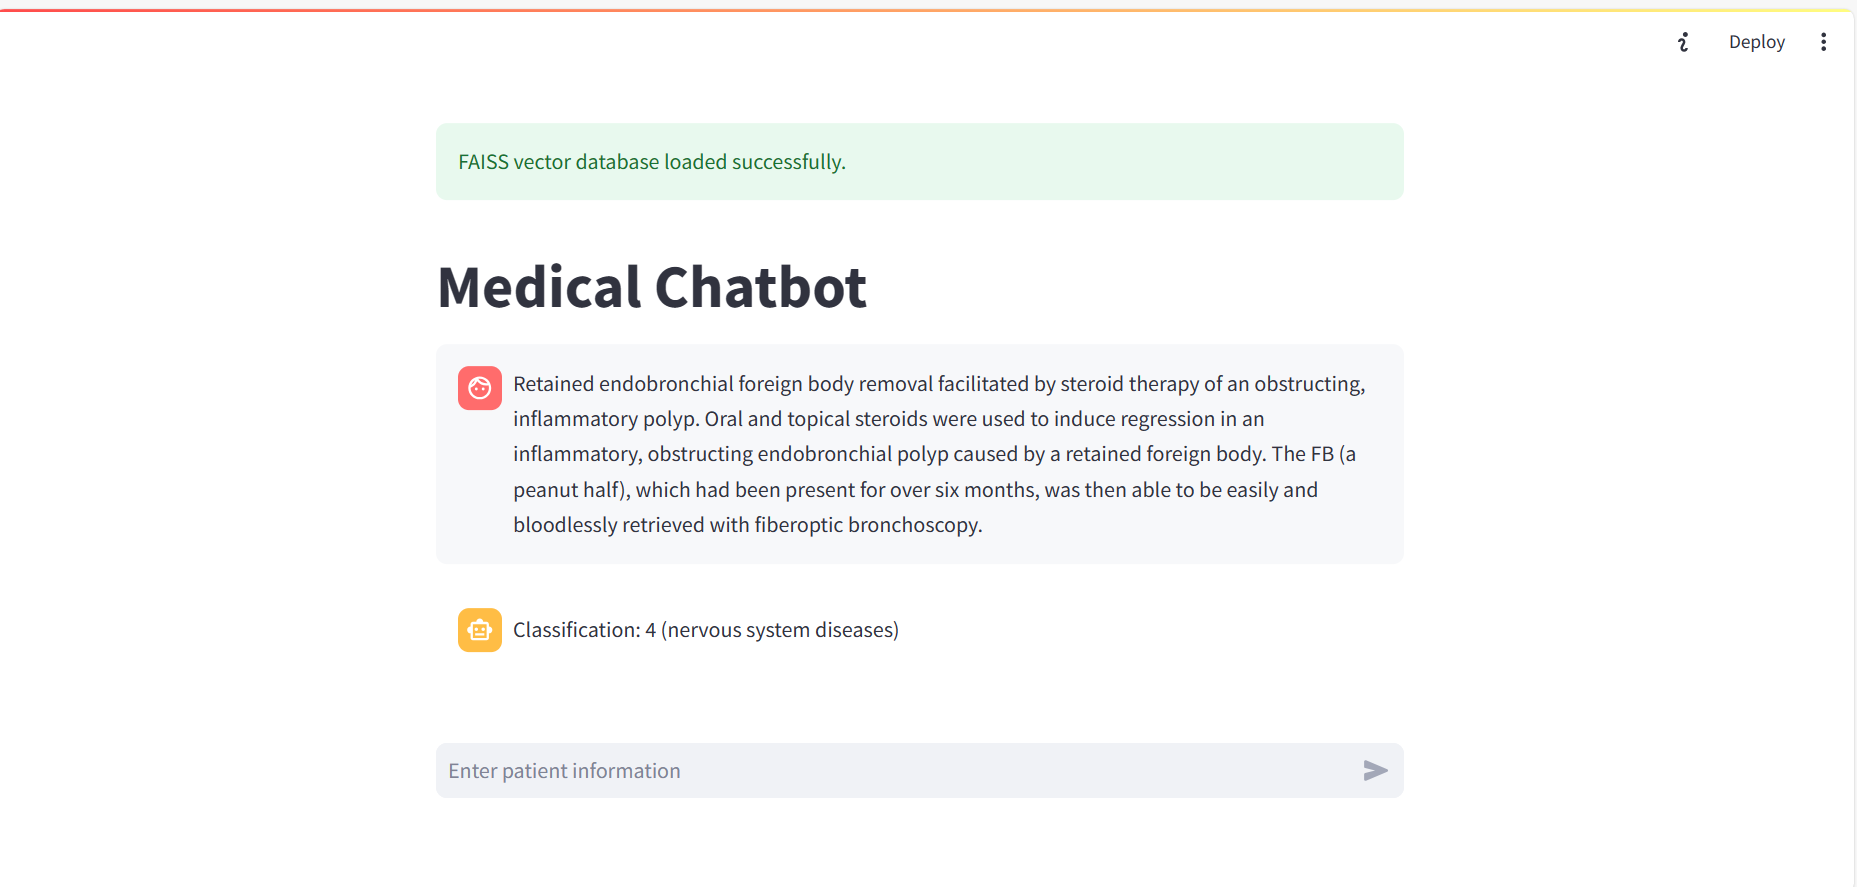 Deploy
FAISS vector database loaded successfully.
Medical Chatbot
Retained endobronchial foreign body removal facilitated by steroid therapy of an obstructing,
inflammatory polyp. Oral and topical steroids were used to induce regression in an
inflammatory, obstructing endobronchial polyp caused by a retained foreign body. The FB (a
peanut half), which had been present for over six months, was then able to be easily and
bloodlessly retrieved with fiberoptic bronchoscopy.
Classification: 4 (nervous system diseases)
Enter patient information